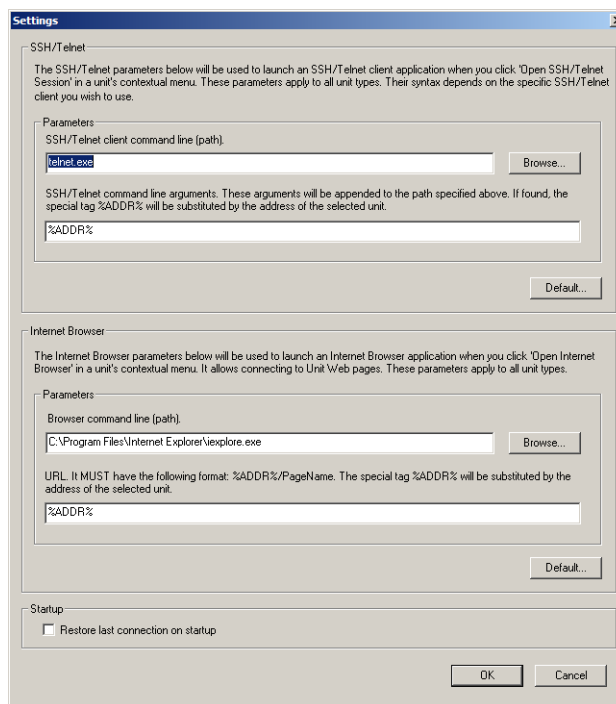 Settings
SSH/Telnet
The SSH/Telnet parameters below will be used to launch an SSH/Telnet client application when you click 'Open SSH/Telnet
Session' in a unit's contextual menu. These parameters apply to all unit types. Their syntax depends on the specific SSH/Telnet
client you wish to use.
Parameters
SSH/Telnet client command line (path).
telnet.exe
Browse...
SSH/Telnet command line arguments. These arguments will be appended to the path specified above. If found, the
special tag %ADDR% will be substituted by the address of the selected unit.
%ADDR%
Default...
Internet Browser
The Internet Browser parameters below will be used to launch an Internet Browser application when you click 'Open Internet
Browser' in a unit's contextual menu. It allows connecting to Unit Web pages. These parameters apply to all unit types.
Parameters
Browser command line (path).
C:\Program Files\Internet Explorer\iexplore.exe
Browse...
URL. It MUST have the following format: %ADDR%/PageName. The special tag %ADDR% will be substituted by the
address of the selected unit.
%ADDR%
Default...
Startup
Restore last connection on startup
OK
Cancel